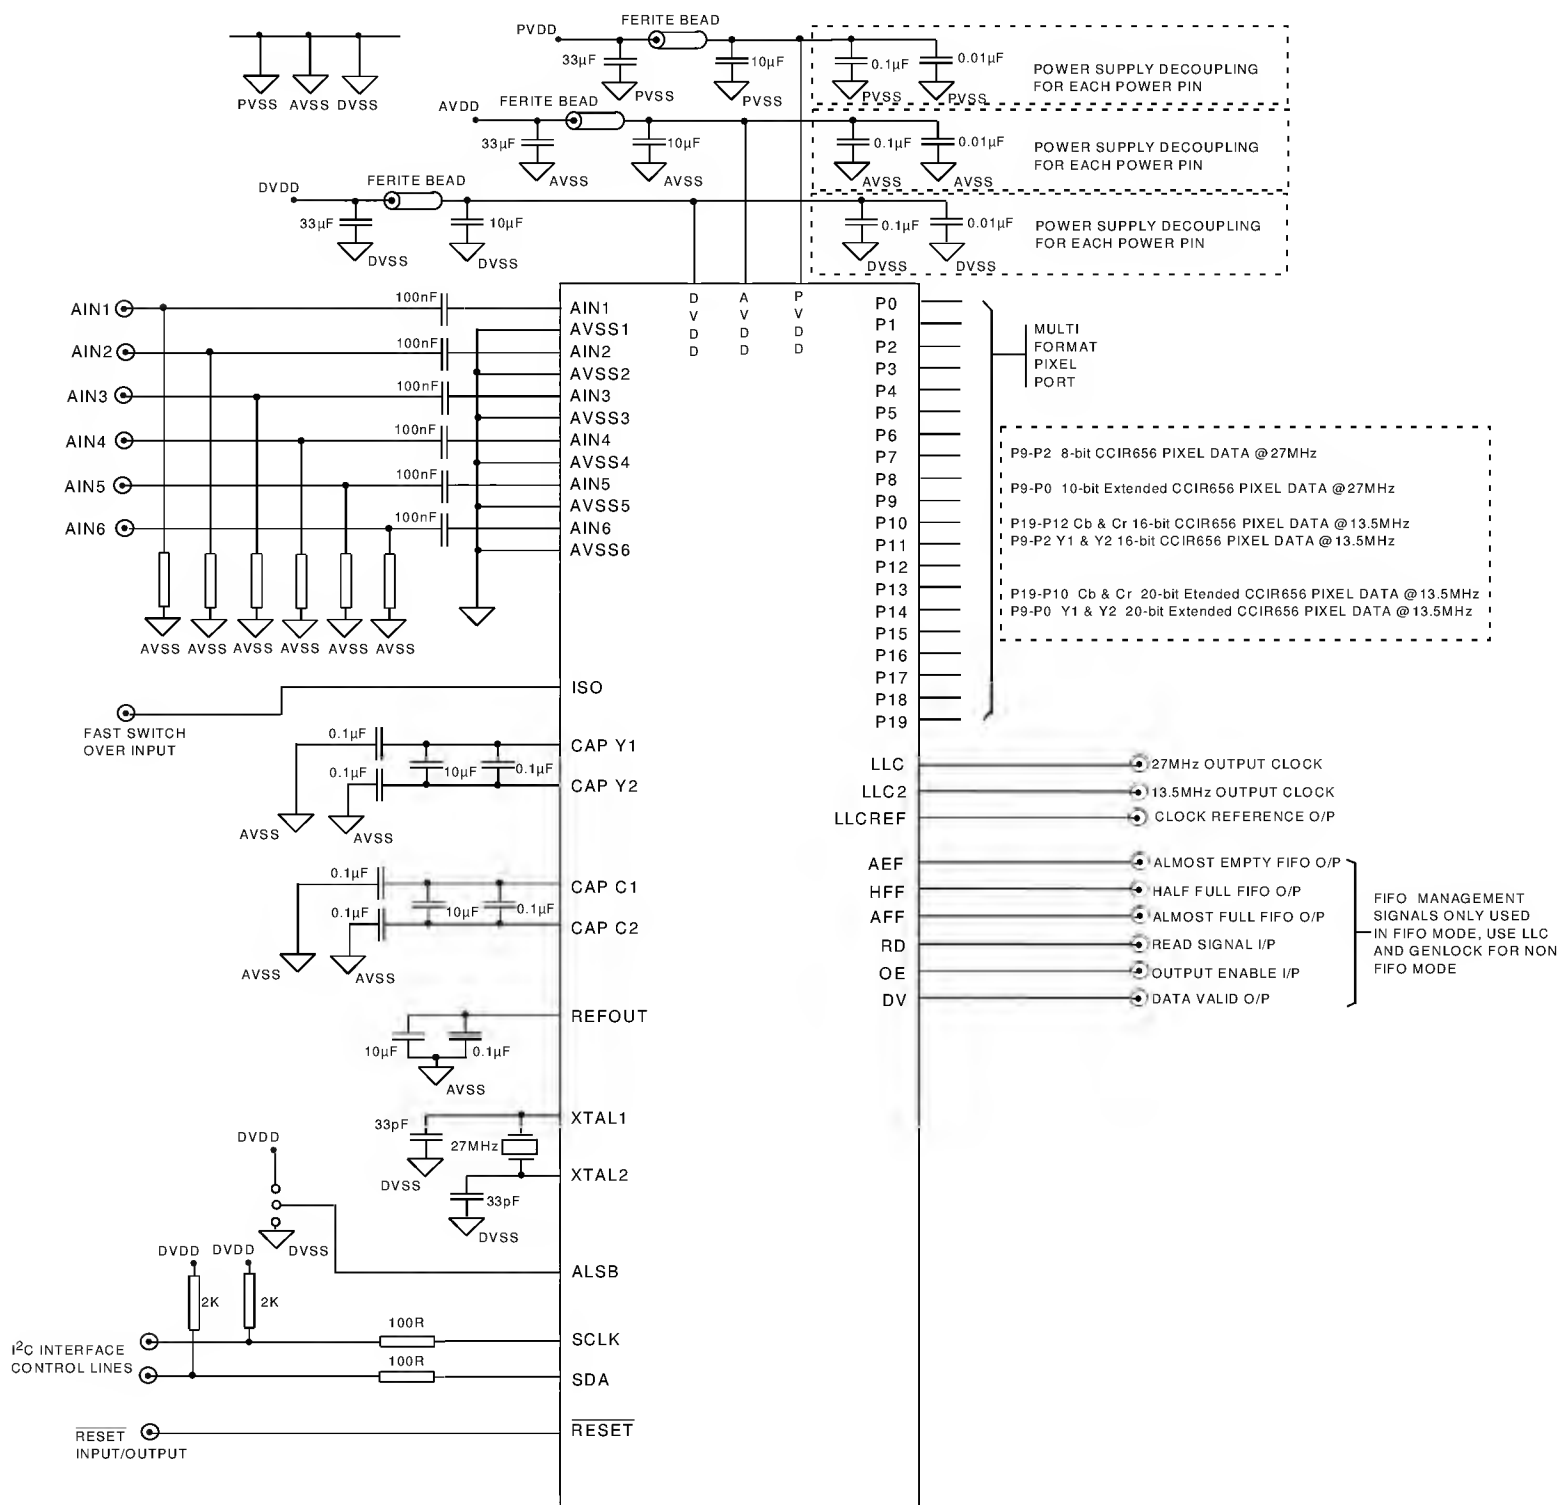 FERITE BEAD
PVDD
33µF
10µF
0.1µF
0.01µF
PVSS
PVSS
PVSS
PVSS
POWER SUPPLY DECOUPLING
FOR EACH POWER PIN
PVSS AVSS DVSS
FERITE BEAD
AVDD
33µF
10µF
0.1µF
0.01µF
AVSS
AVSS
AVSS
AVSS
POWER SUPPLY DECOUPLING
FOR EACH POWER PIN
FERITE BEAD
DVDD
33µF
10µF
0.1µF
0.01µF
DVSS
DVSS
DVSS
DVSS
POWER SUPPLY DECOUPLING
FOR EACH POWER PIN
DVDD
AVDD
PVDD
AIN1
100nF
AIN1
AVSS1
AIN2
100nF
AIN2
AVSS2
AIN3
100nF
AIN3
AVSS3
AIN4
100nF
AIN4
AVSS4
AIN5
100nF
AIN5
AVSS5
AIN6
100nF
AIN6
AVSS6
AVSS AVSS AVSS AVSS AVSS AVSS
ISO
FAST SWITCH
OVER INPUT
0.1µF
CAP Y1
10µF
0.1µF
0.1µF
CAP Y2
AVSS
AVSS
0.1µF
CAP C1
10µF
0.1µF
0.1µF
CAP C2
AVSS
AVSS
REFOUT
10µF
0.1µF
AVSS
XTAL1
33pF
27MHz
DVSS
XTAL2
33pF
DVSS
DVDD
DVSS
ALSB
DVDD
DVDD
2K
2K
I²C INTERFACE
CONTROL LINES
100R
SCLK
100R
SDA
RESET
INPUT/OUTPUT
RESET
P0
P1
P2
P3
P4
P5
P6
P7
P8
P9
P10
P11
P12
P13
P14
P15
P16
P17
P18
P19
MULTI
FORMAT
PIXEL
PORT
P9-P2 8-bit CCIR656 PIXEL DATA @27MHz
P9-P0 10-bit Extended CCIR656 PIXEL DATA @27MHz
P19-P12 Cb & Cr 16-bit CCIR656 PIXEL DATA @13.5MHz
P9-P2 Y1 & Y2 16-bit CCIR656 PIXEL DATA @13.5MHz
P19-P10 Cb & Cr 20-bit Etended CCIR656 PIXEL DATA @13.5MHz
P9-P0 Y1 & Y2 20-bit Extended CCIR656 PIXEL DATA @13.5MHz
LLC
27MHz OUTPUT CLOCK
LLC2
13.5MHz OUTPUT CLOCK
LLCREF
CLOCK REFERENCE O/P
AEF
ALMOST EMPTY FIFO O/P
HFF
HALF FULL FIFO O/P
AFF
ALMOST FULL FIFO O/P
RD
READ SIGNAL I/P
OE
OUTPUT ENABLE I/P
DV
DATA VALID O/P
FIFO MANAGEMENT
SIGNALS ONLY USED
IN FIFO MODE, USE LLC
AND GENLOCK FOR NON
FIFO MODE